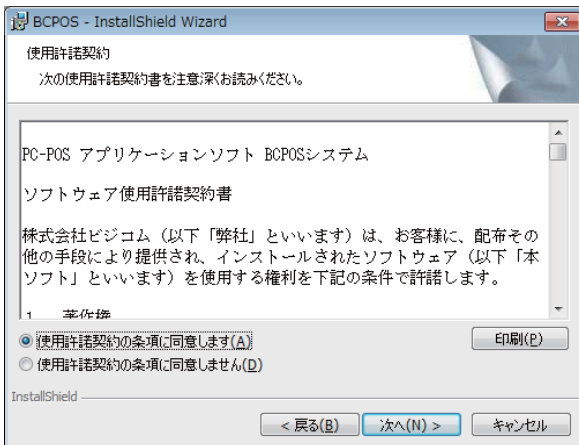 BCPOS - InstallShield Wizard
使用許諾契約
次の使用許諾契約書を注意深くお読みください。
PC-POS アプリケーションソフト BCPOSシステム
ソフトウェア使用許諾契約書
株式会社ビジコム（以下「弊社」といいます）は、お客様に、配布その
他の手段により提供され、インストールされたソフトウェア（以下「本
ソフト」といいます）を使用する権利を下記の条件で許諾します。
1. 著作権
使用許諾契約の条項に同意します(A)
印刷(P)
使用許諾契約の条項に同意しません(D)
InstallShield
< 戻る(B)
次へ(N) >
キャンセル